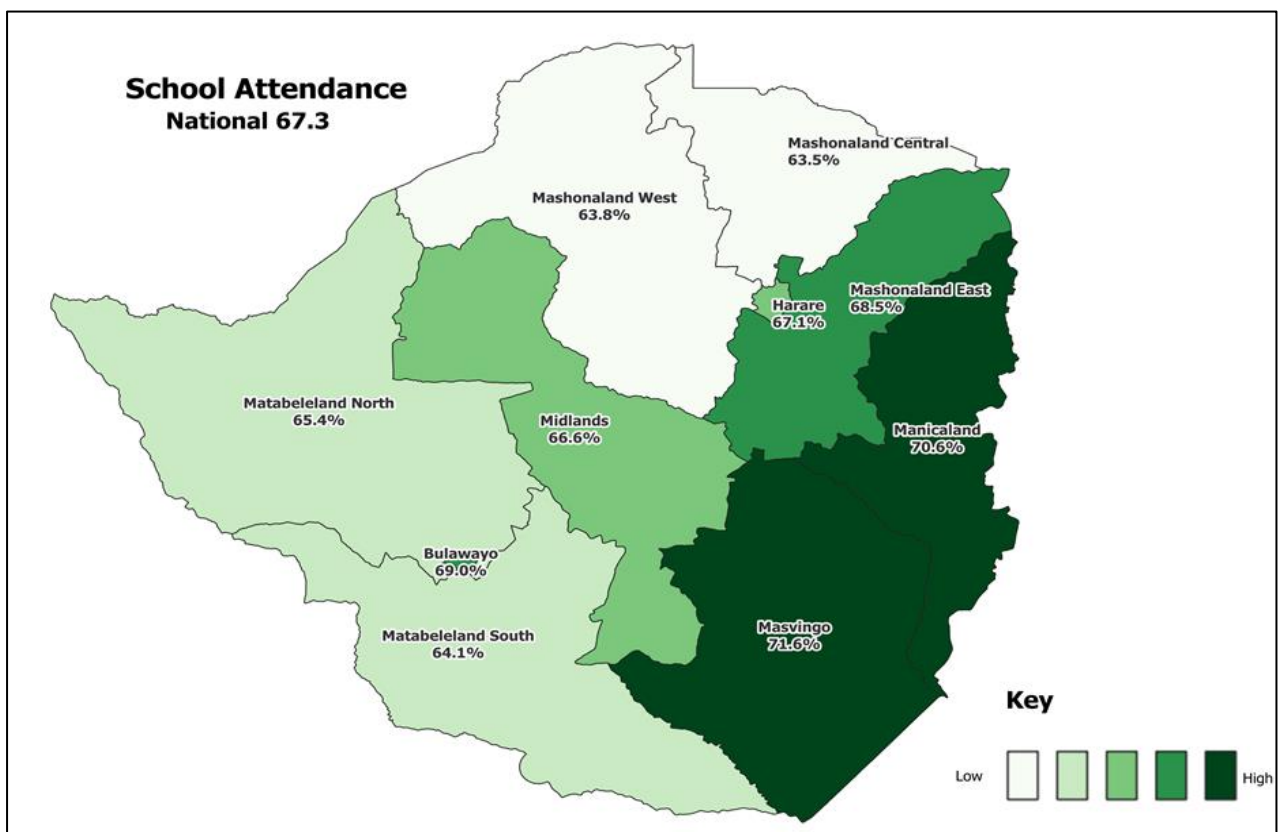 School Attendance
National 67.3
Mashonaland Central
63.5%
Mashonaland West
63.8%
Mashonaland East
68.5%
Harare
67.1%
Matabeleland North
65.4%
Midlands
66.6%
Manicaland
70.6%
Bulawayo
69.0%
Matabeleland South
64.1%
Masvingo
71.6%
Key
Low
High